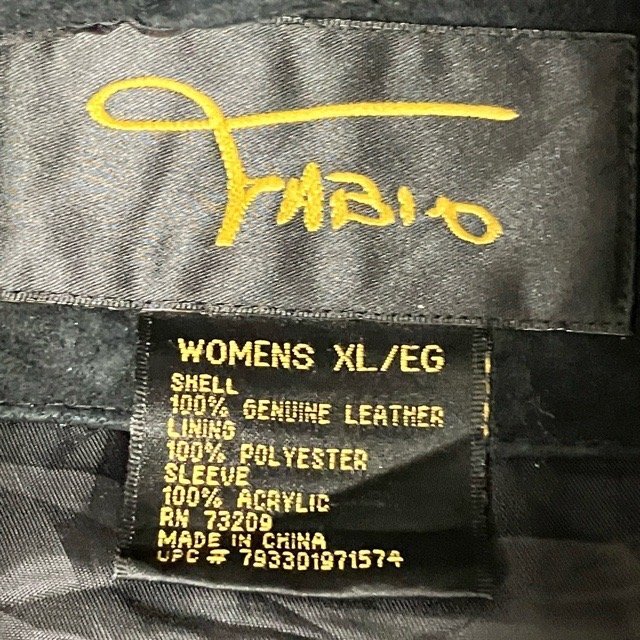 FABIO
WOMENS XL/EG
SHELL
100% GENUINE LEATHER
LINING
100% POLYESTER
SLEEVE
100% ACRYLIC
RN 73209
MADE IN CHINA
UPC # 793301971574